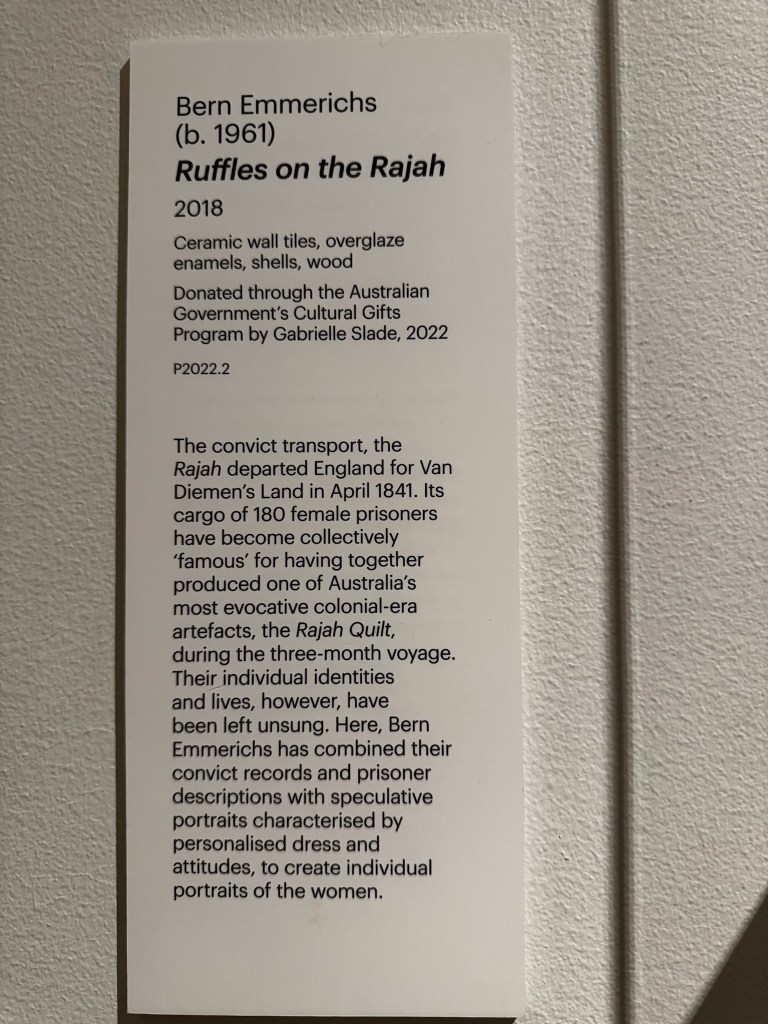 Bern Emmerichs
(b. 1961)
Ruffles on the Rajah
2018
Ceramic wall tiles, overglaze
enamels, shells, wood
Donated through the Australian
Government’s Cultural Gifts
Program by Gabrielle Slade, 2022
P2022.2
The convict transport, the
Rajah departed England for Van
Diemen’s Land in April 1841. Its
cargo of 180 female prisoners
have become collectively
‘famous’ for having together
produced one of Australia’s
most evocative colonial-era
artefacts, the Rajah Quilt,
during the three-month voyage.
Their individual identities
and lives, however, have
been left unsung. Here, Bern
Emmerichs has combined their
convict records and prisoner
descriptions with speculative
portraits characterised by
personalised dress and
attitudes, to create individual
portraits of the women.